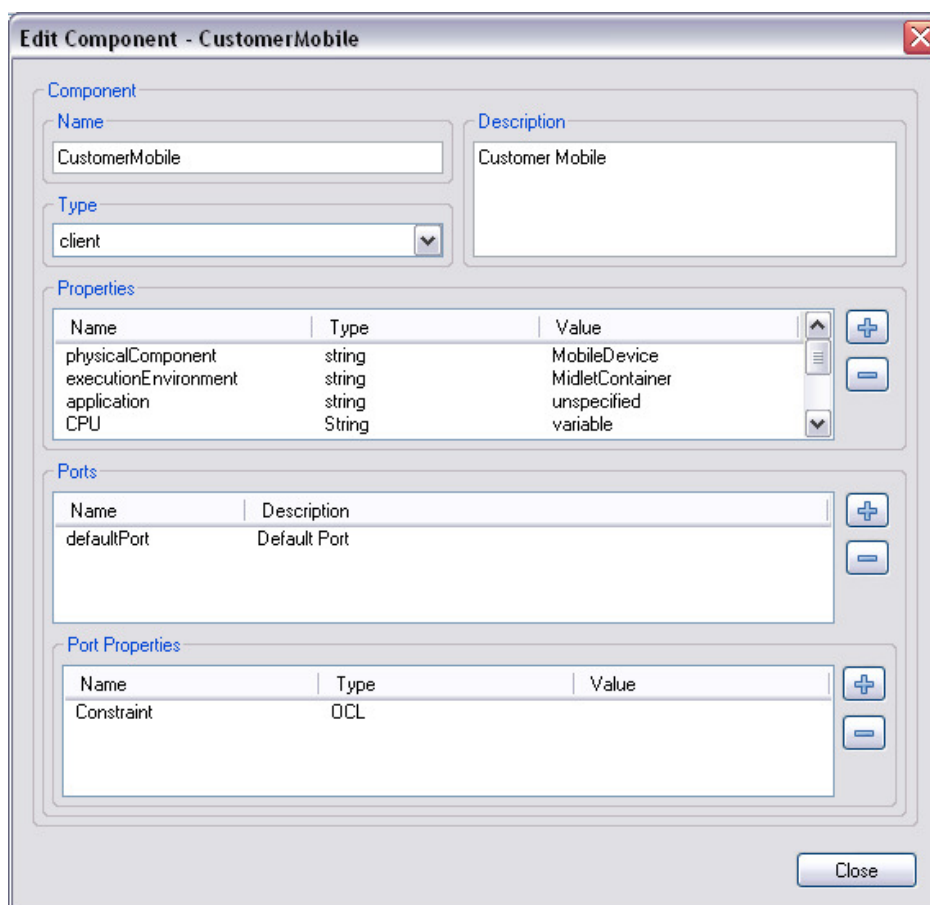 Edit Component - CustomerMobile
Component
Name
Description
CustomerMobile
Customer Mobile
Type
client
Properties
Name Type Value
physicalComponent string MobileDevice
executionEnvironment string MidletContainer
application string unspecified
CPU String variable
Ports
Name Description
defaultPort Default Port
Port Properties
Name Type Value
Constraint OCL
Close